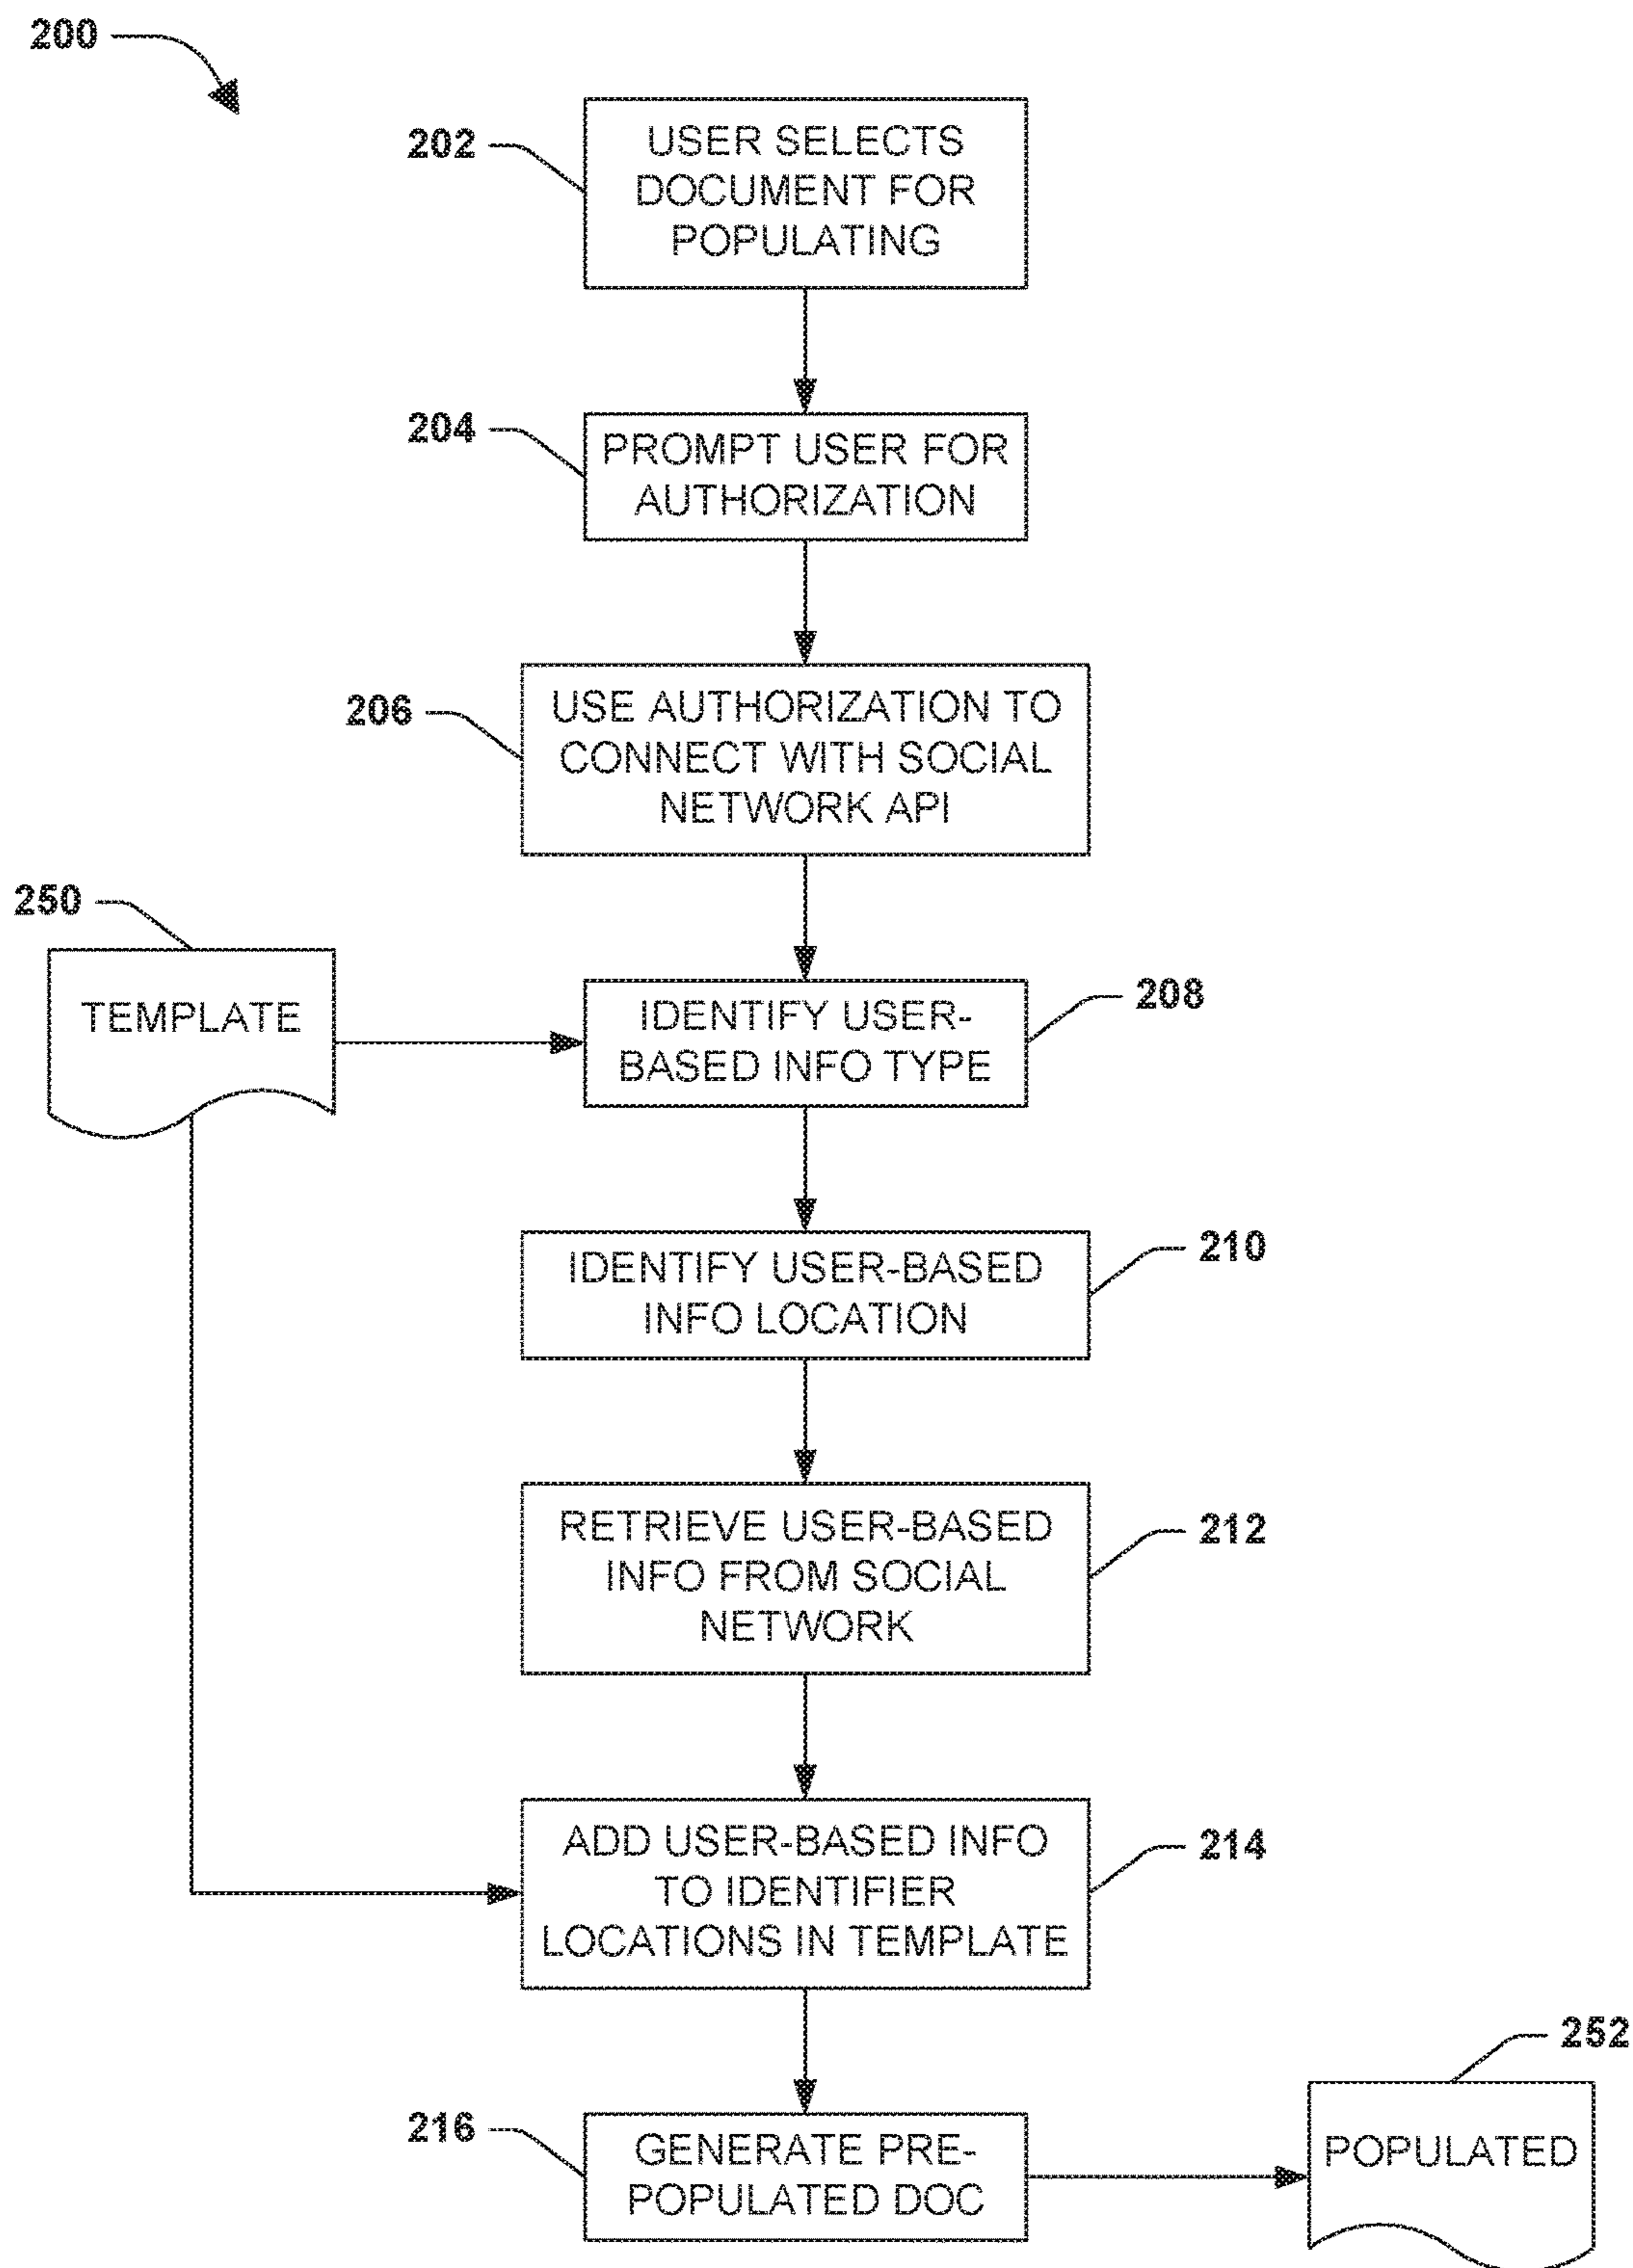 200
202
USER SELECTS
DOCUMENT FOR
POPULATING
204
PROMPT USER FOR
AUTHORIZATION
206
USE AUTHORIZATION TO
CONNECT WITH SOCIAL
NETWORK API
250
TEMPLATE
208
IDENTIFY USER-
BASED INFO TYPE
210
IDENTIFY USER-BASED
INFO LOCATION
212
RETRIEVE USER-BASED
INFO FROM SOCIAL
NETWORK
214
ADD USER-BASED INFO
TO IDENTIFIER
LOCATIONS IN TEMPLATE
216
GENERATE PRE-
POPULATED DOC
252
POPULATED